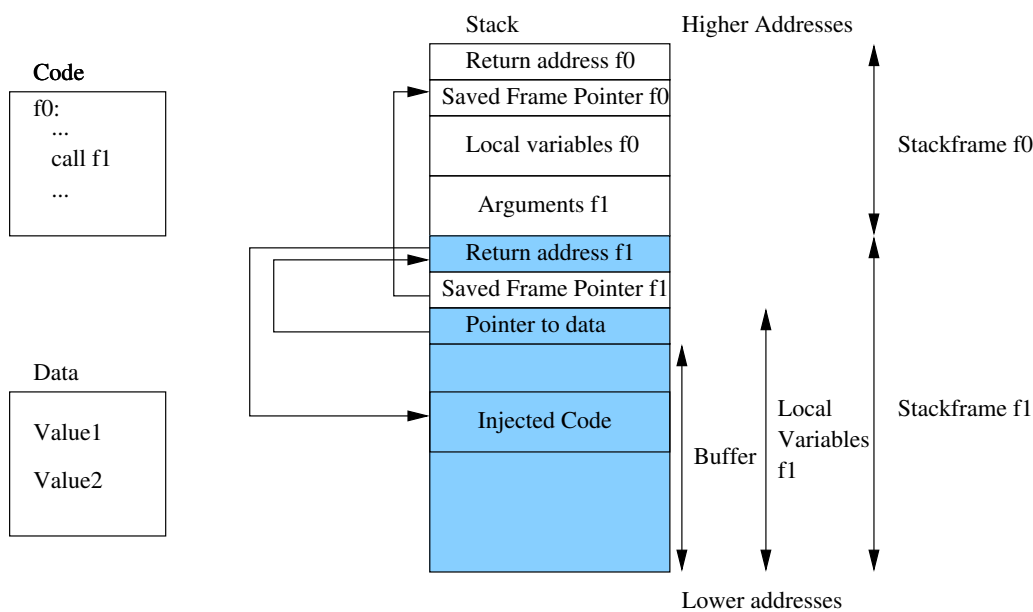 Stack
Higher Addresses
Return address f0
Code
Saved Frame Pointer f0
f0:
...
call f1
...
Local variables f0
Stackframe f0
Arguments f1
Return address f1
Saved Frame Pointer f1
Pointer to data
Data
Injected Code
Value1
Value2
Buffer
Local
Variables
f1
Stackframe f1
Lower addresses